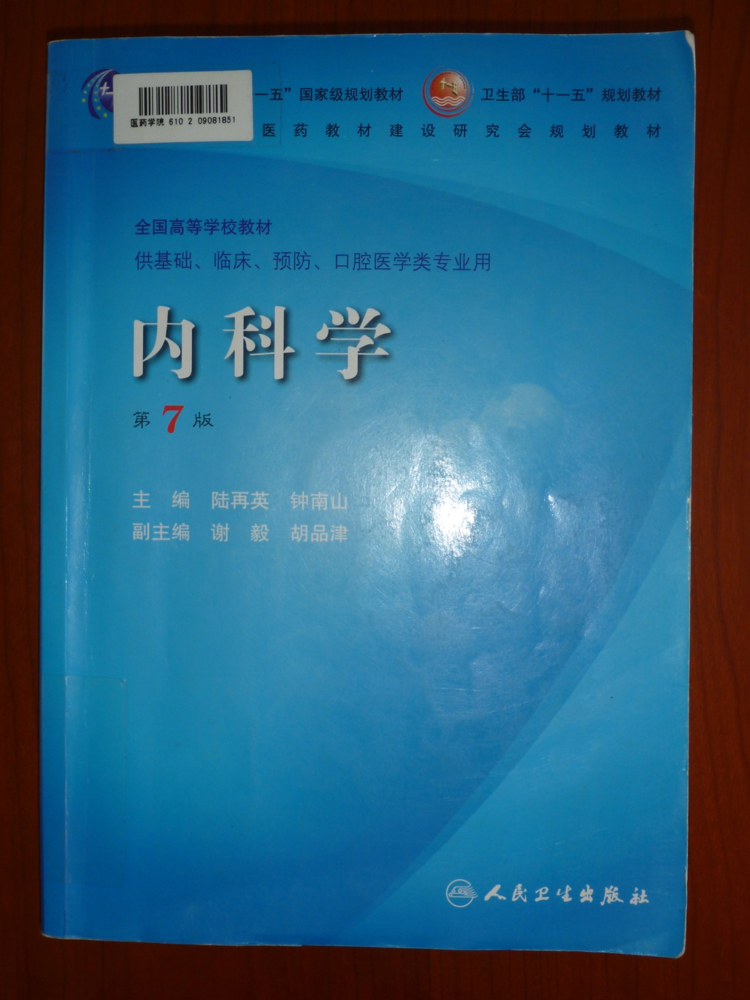 医药学院 610 2 09081851
一五”国家级规划教材
十一五
卫生部“十一五”规划教材
医药教材建设研究会规划教材
全国高等学校教材
供基础、临床、预防、口腔医学类专业用
内科学
第7版
主 编 陆再英 钟南山
副主编 谢 毅 胡品津
人民卫生出版社